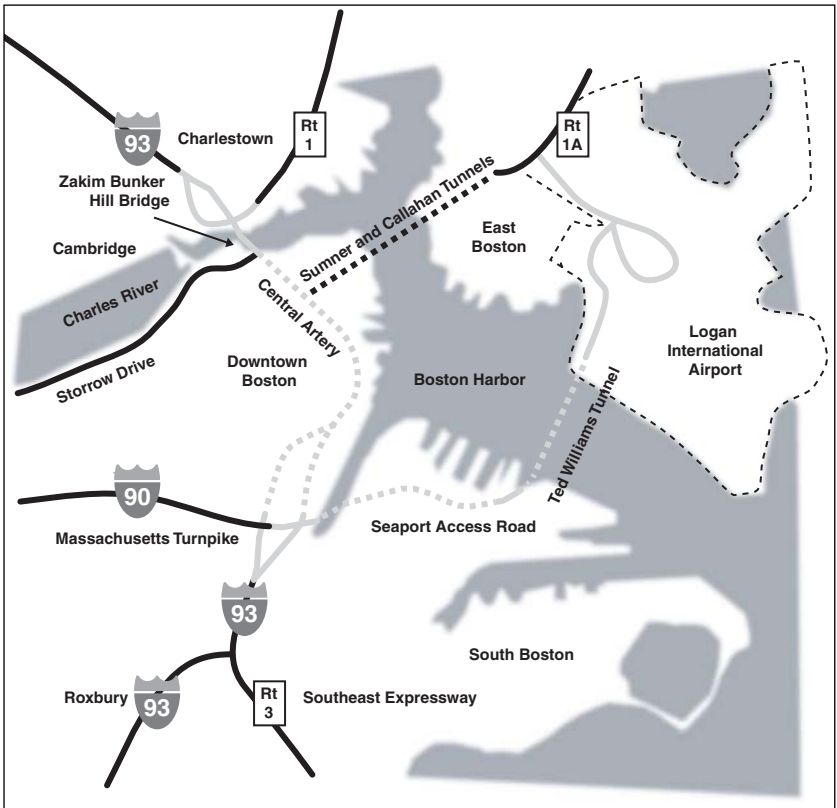 Rt
1
Rt
1A
93
Charlestown
Zakim Bunker
Hill Bridge
Sumner and Callahan Tunnels
East
Boston
Cambridge
Charles River
Central Artery
Logan
International
Airport
Storrow Drive
Downtown
Boston
Boston Harbor
Ted Williams Tunnel
90
Massachusetts Turnpike
Seaport Access Road
93
South Boston
Roxbury
93
Rt
3
Southeast Expressway